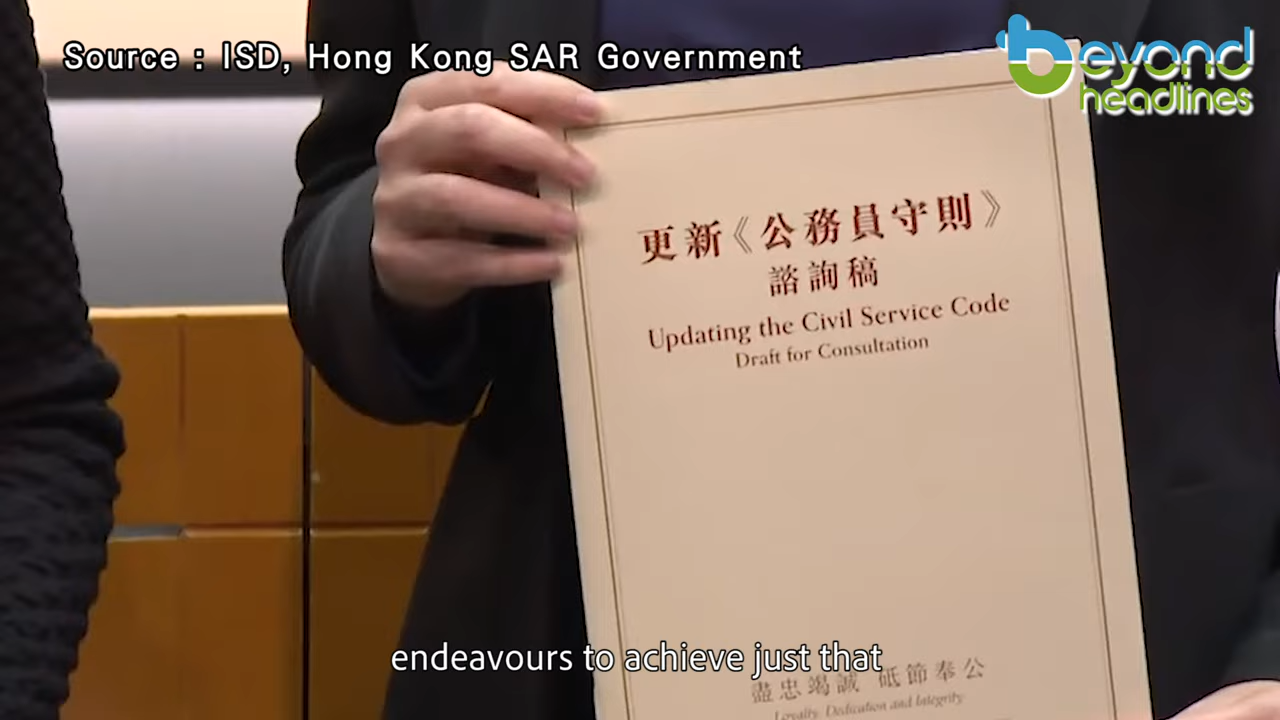 Source : ISD, Hong Kong SAR Government
beyond
headlines
更新《公務員守則》
諮詢稿
Updating the Civil Service Code
Draft for Consultation
endeavours to achieve just that
盡忠竭誠 砥節奉公
Loyalty, Dedication and Integrity